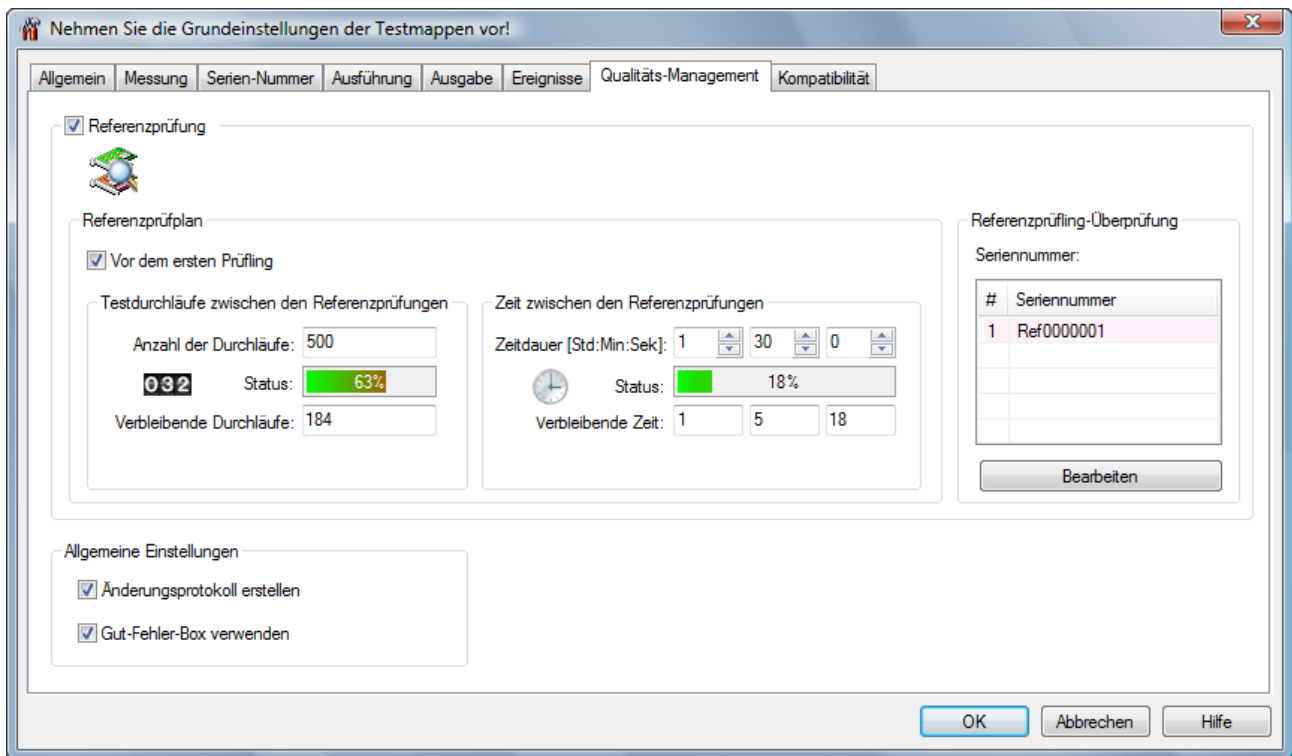 Nehmen Sie die Grundeinstellungen der Testmappen vor!
Allgemein Messung Serien-Nummer Ausführung Ausgabe Ereignisse Qualitäts-Management Kompatibilität
Referenzprüfung
Referenzprüfplan
Vor dem ersten Prüfling
Testdurchläufe zwischen den Referenzprüfungen
Anzahl der Durchläufe: 500
032 Status: 63%
Verbleibende Durchläufe: 184
Zeit zwischen den Referenzprüfungen
Zeitdauer [Std:Min:Sek]: 1 30 0
Status: 18%
Verbleibende Zeit: 1 5 18
Referenzprüfling-Überprüfung
Seriennummer:
# Seriennummer
1 Ref0000001
Bearbeiten
Allgemeine Einstellungen
Änderungsprotokoll erstellen
Gut-Fehler-Box verwenden
OK Abbrechen Hilfe